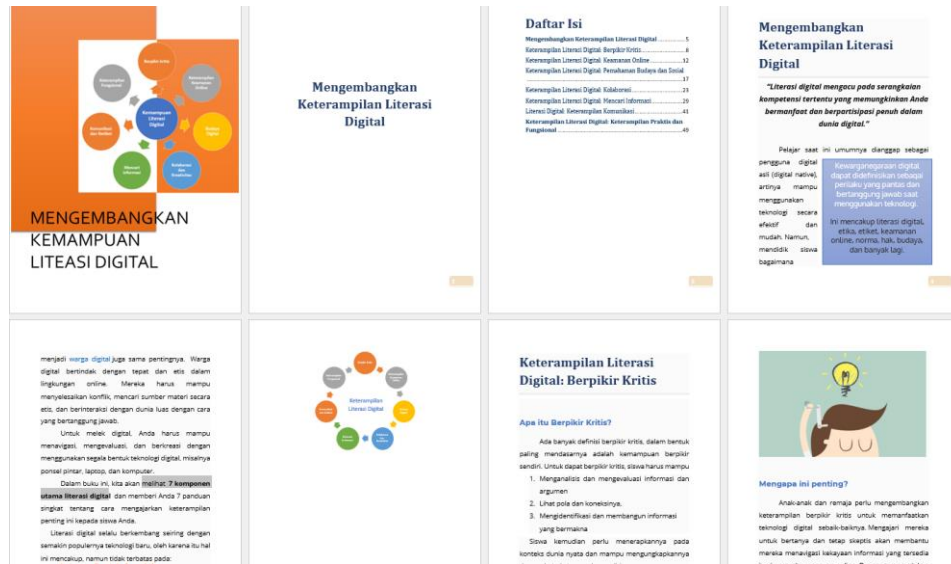 Berpikir Kritis
Kemampuan
Literasi
Digital
MENGEMBANGKAN
KEMAMPUAN
LITEASI DIGITAL
Mengembangkan
Keterampilan Literasi
Digital
Daftar Isi
Mengembangkan Keterampilan Literasi Digital ..... 5
Keterampilan Literasi Digital: Berpikir Kritis ..... 8
Keterampilan Literasi Digital: Keamanan Online ..... 12
Keterampilan Literasi Digital: Pemahaman Budaya dan Sosial
..... 17
Keterampilan Literasi Digital: Kolaborasi ..... 23
Keterampilan Literasi Digital: Mencari Informasi ..... 29
Literasi Digital: Keterampilan Komunikasi ..... 41
Keterampilan Literasi Digital: Keterampilan Praktis dan
Fungsional ..... 49
Mengembangkan
Keterampilan Literasi
Digital
"Literasi digital mengacu pada serangkaian
kompetensi tertentu yang memungkinkan Anda
bermanfaat dan berpartisipasi penuh dalam
dunia digital."
Pelajar saat ini umumnya dianggap sebagai
pengguna digital
asli (digital native),
artinya mampu
menggunakan
teknologi secara
efektif dan
mudah. Namun,
mendidik siswa
bagaimana
Kewarganegaraan digital
dapat didefinisikan sebagai
perilaku yang pantas dan
bertanggung jawab saat
menggunakan teknologi.
Ini mencakup literasi digital,
etika, etiket, keamanan
online, norma, hak, budaya,
dan banyak lagi.
menjadi warga digital juga sama pentingnya. Warga
digital bertindak dengan tepat dan etis dalam
lingkungan online. Mereka harus mampu
menyelesaikan konflik, mencari sumber materi secara
etis, dan berinteraksi dengan dunia luas dengan cara
yang bertanggung jawab.
Untuk melek digital, Anda harus mampu
menavigasi, mengevaluasi, dan berkreasi dengan
menggunakan segala bentuk teknologi digital, misalnya
ponsel pintar, laptop, dan komputer.
Dalam buku ini, kita akan melihat 7 komponen
utama literasi digital dan memberi Anda 7 panduan
singkat tentang cara mengajarkan keterampilan
penting ini kepada siswa Anda.
Literasi digital selalu berkembang seiring dengan
semakin populernya teknologi baru, oleh karena itu hal
ini mencakup, namun tidak terbatas pada:
Keterampilan
Literasi Digital
Keterampilan Literasi
Digital: Berpikir Kritis
Apa itu Berpikir Kritis?
Ada banyak definisi berpikir kritis, dalam bentuk
paling mendasarnya adalah kemampuan berpikir
sendiri. Untuk dapat berpikir kritis, siswa harus mampu
1. Menganalisis dan mengevaluasi informasi dan
argumen
2. Lihat pola dan koneksinya.
3. Mengidentifikasi dan membangun informasi
yang bermakna
Siswa kemudian perlu menerapkannya pada
konteks dunia nyata dan mampu mengungkapkannya
Mengapa ini penting?
Anak-anak dan remaja perlu mengembangkan
keterampilan berpikir kritis untuk memanfaatkan
teknologi digital sebaik-baiknya. Mengajari mereka
untuk bertanya dan tetap skeptis akan membantu
mereka menavigasi kekayaan informasi yang tersedia